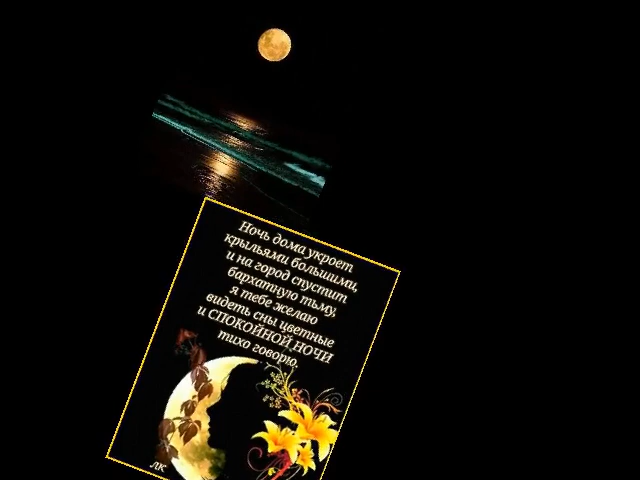 Ночь дома укроет
крыльями большими,
и на город спустит
бархатную тьму,
я тебе желаю
видеть сны цветные
и СПОКОЙНОЙ НОЧИ
тихо говорю.
ЛК